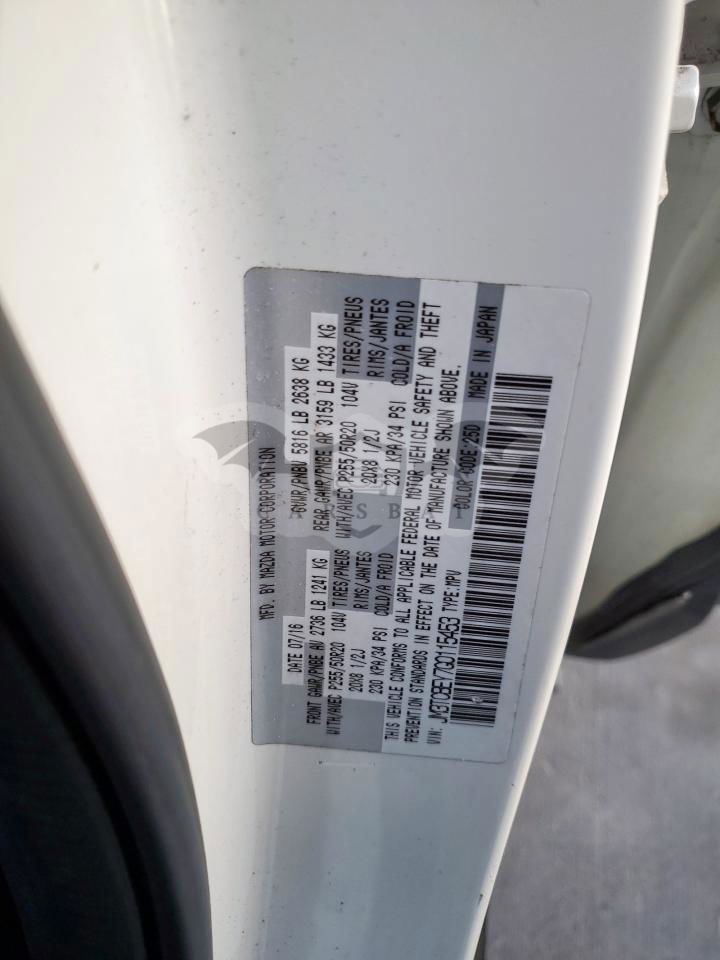 MFD. BY MAZDA MOTOR CORPORATION
DATE 07/16 GVWR/PNBV 5816 LB 2638 KG
FRONT GAWR/PNBE AV 2736 LB 1241 KG REAR GAWR/PNBE AR 3159 LB 1433 KG
WITH/AVEC P255/50R20 104V TIRES/PNEUS WITH/AVEC P255/50R20 104V TIRES/PNEUS
20X8 1/2J RIMS/JANTES 20X8 1/2J RIMS/JANTES
230 KPA/34 PSI COLD/A FROID 230 KPA/34 PSI COLD/A FROID
THIS VEHICLE CONFORMS TO ALL APPLICABLE FEDERAL MOTOR VEHICLE SAFETY AND THEFT
PREVENTION STANDARDS IN EFFECT ON THE DATE OF MANUFACTURE SHOWN ABOVE.
VIN: JM3TCBEY7G0115453 TYPE:MPV COLOR CODE:25D MADE IN JAPAN